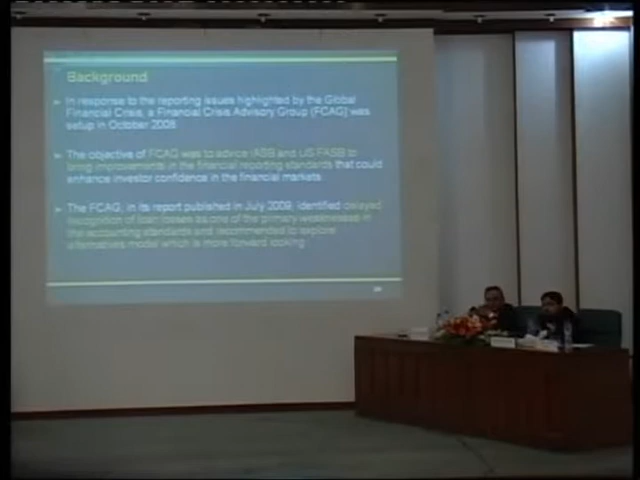 Background
In response to the reporting issues highlighted by the Global
Financial Crisis, a Financial Crisis Advisory Group (FCAG) was
setup in October 2008
The objective of FCAG was to advice IASB and US FASB to
bring improvements in the financial reporting standards that could
enhance investor confidence in the financial markets
The FCAG, in its report published in July 2009, identified delayed
recognition of loan losses as one of the primary weaknesses in
the accounting standards and recommended to explore
alternatives model which is more forward looking